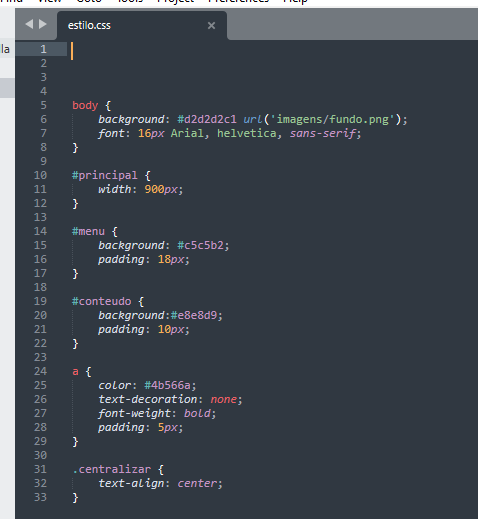 Find View Goto Tools Project Preferences Help
estilo.css ×
lla
1
2
3
4
5 body {
6 background: #d2d2d2c1 url('imagens/fundo.png');
7 font: 16px Arial, helvetica, sans-serif;
8 }
9
10 #principal {
11 width: 900px;
12 }
13
14 #menu {
15 background: #c5c5b2;
16 padding: 18px;
17 }
18
19 #conteudo {
20 background:#e8e8d9;
21 padding: 10px;
22 }
23
24 a {
25 color: #4b566a;
26 text-decoration: none;
27 font-weight: bold;
28 padding: 5px;
29 }
30
31 .centralizar {
32 text-align: center;
33 }